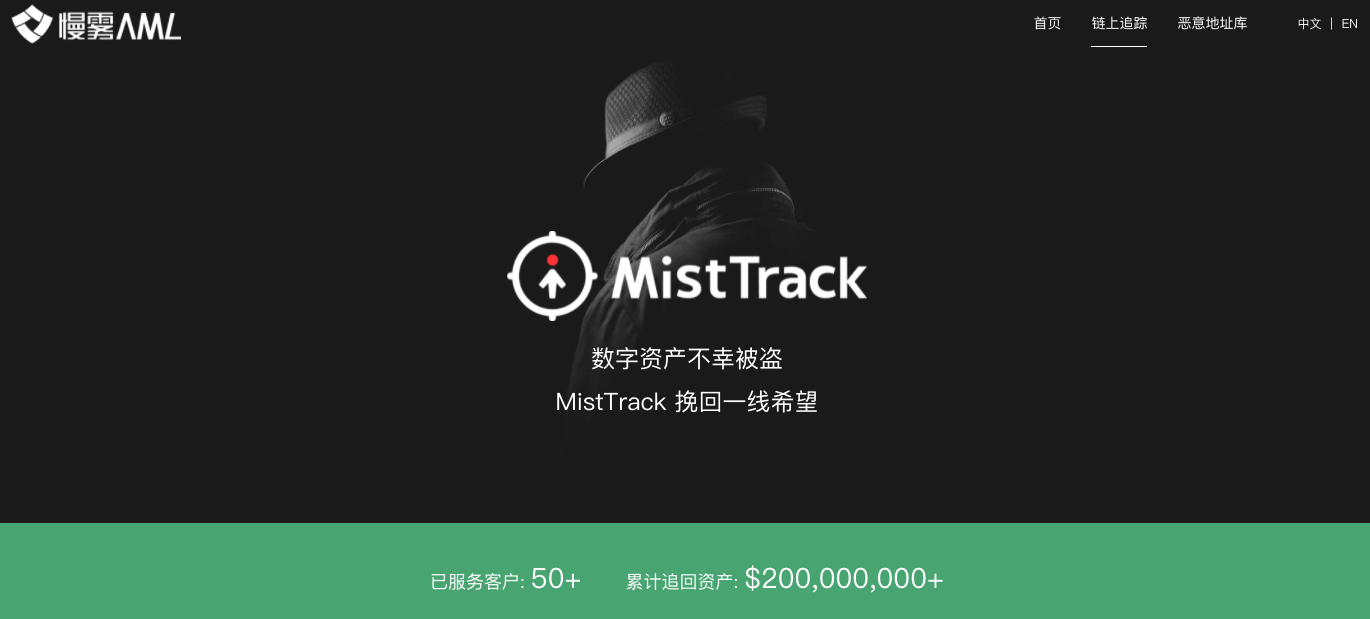 慢雾AML
首页 链上追踪 恶意地址库 中文 | EN
MistTrack
数字资产不幸被盗
MistTrack 挽回一线希望
已服务客户: 50+ 累计追回资产: $200,000,000+